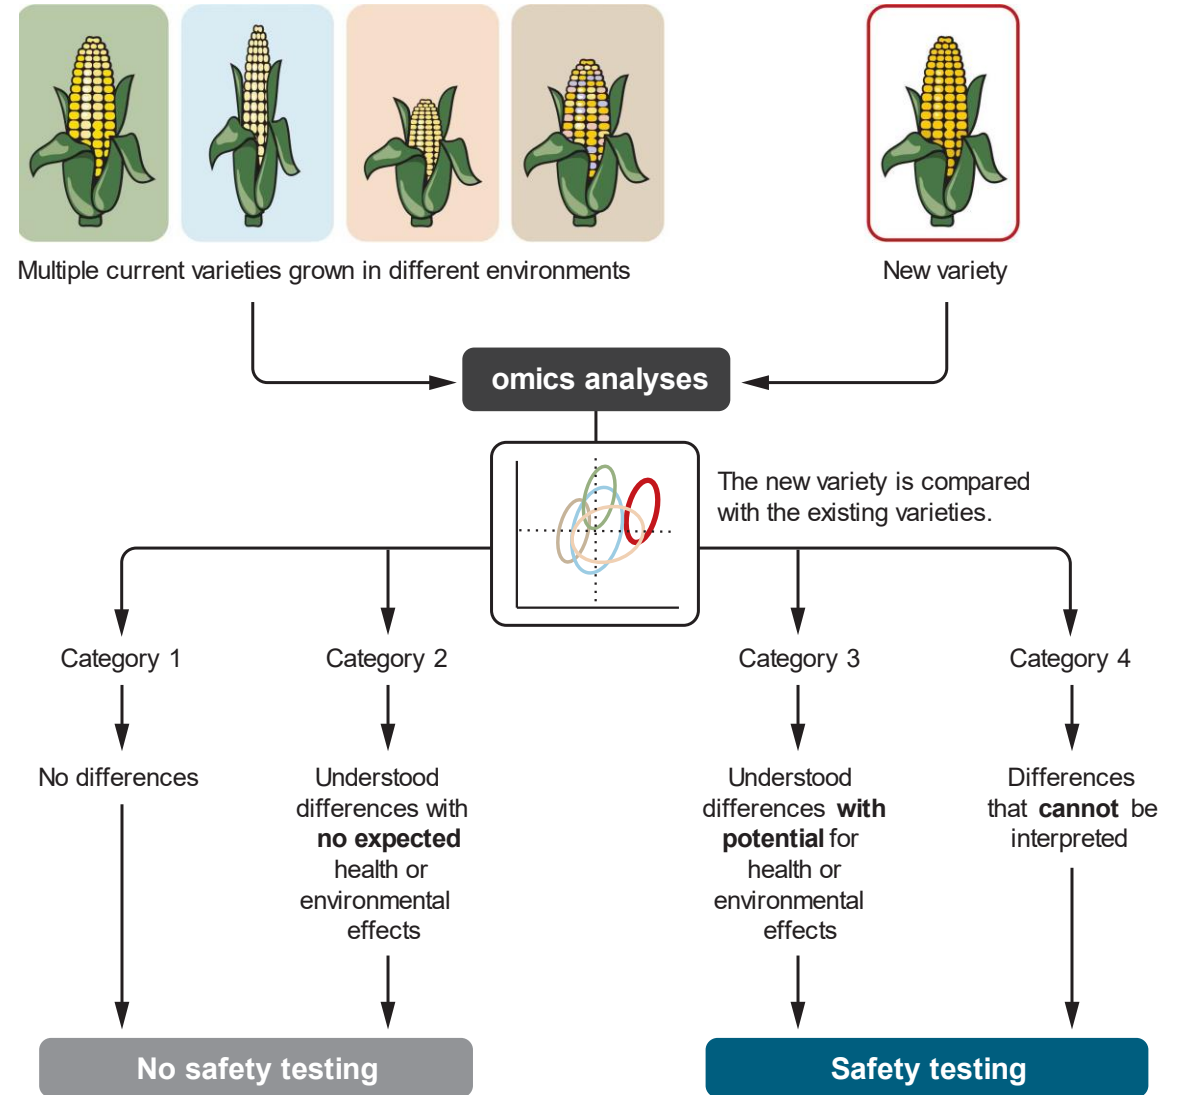 Multiple current varieties grown in different environments
New variety
omics analyses
The new variety is compared
with the existing varieties.
Category 1
Category 2
Category 3
Category 4
No differences
Understood
differences with
no expected
health or
environmental
effects
Understood
differences with
potential for
health or
environmental
effects
Differences
that cannot be
interpreted
No safety testing
Safety testing